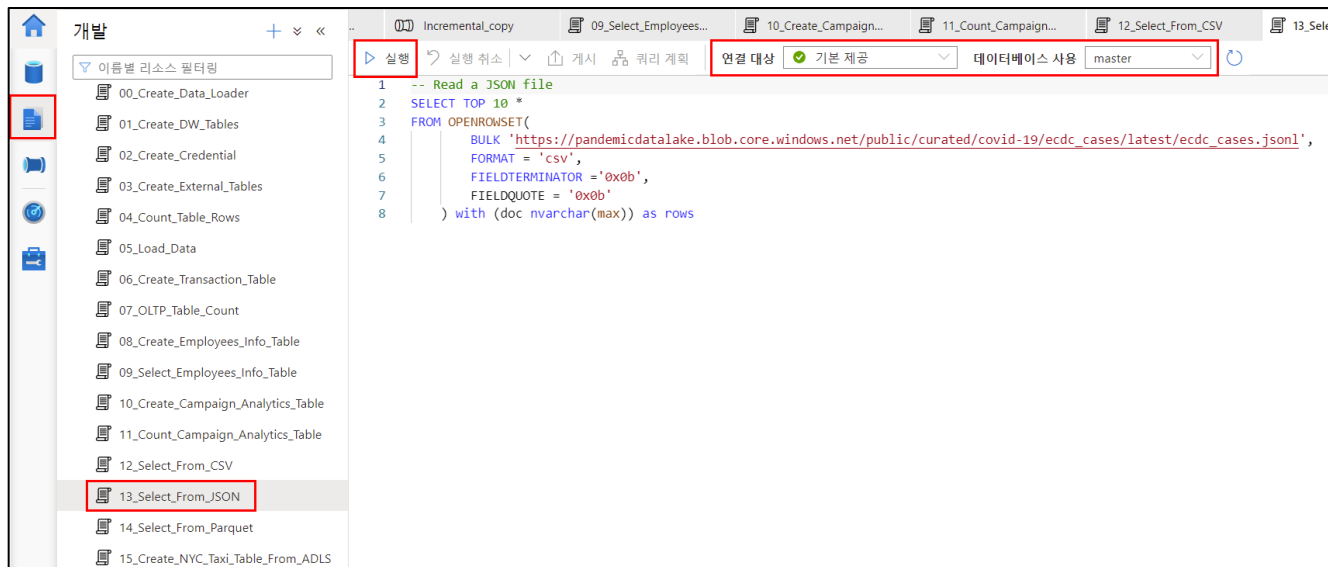 개발
이름별 리소스 필터링
00_Create_Data_Loader
01_Create_DW_Tables
02_Create_Credential
03_Create_External_Tables
04_Count_Table_Rows
05_Load_Data
06_Create_Transaction_Table
07_OLTP_Table_Count
08_Create_Employees_Info_Table
09_Select_Employees_Info_Table
10_Create_Campaign_Analytics_Table
11_Count_Campaign_Analytics_Table
12_Select_From_CSV
13_Select_From_JSON
14_Select_From_Parquet
15_Create_NYC_Taxi_Table_From_ADLS
.. Incremental_copy 09_Select_Employees... 10_Create_Campaign... 11_Count_Campaign... 12_Select_From_CSV 13_Sele
실행 실행 취소 게시 쿼리 계획 연결 대상 기본 제공 데이터베이스 사용 master
1 -- Read a JSON file
2 SELECT TOP 10 *
3 FROM OPENROWSET(
4 BULK 'https://pandemicdatalake.blob.core.windows.net/public/curated/covid-19/ecdc_cases/latest/ecdc_cases.jsonl',
5 FORMAT = 'csv',
6 FIELDTERMINATOR ='0x0b',
7 FIELDQUOTE = '0x0b'
8 ) with (doc nvarchar(max)) as rows